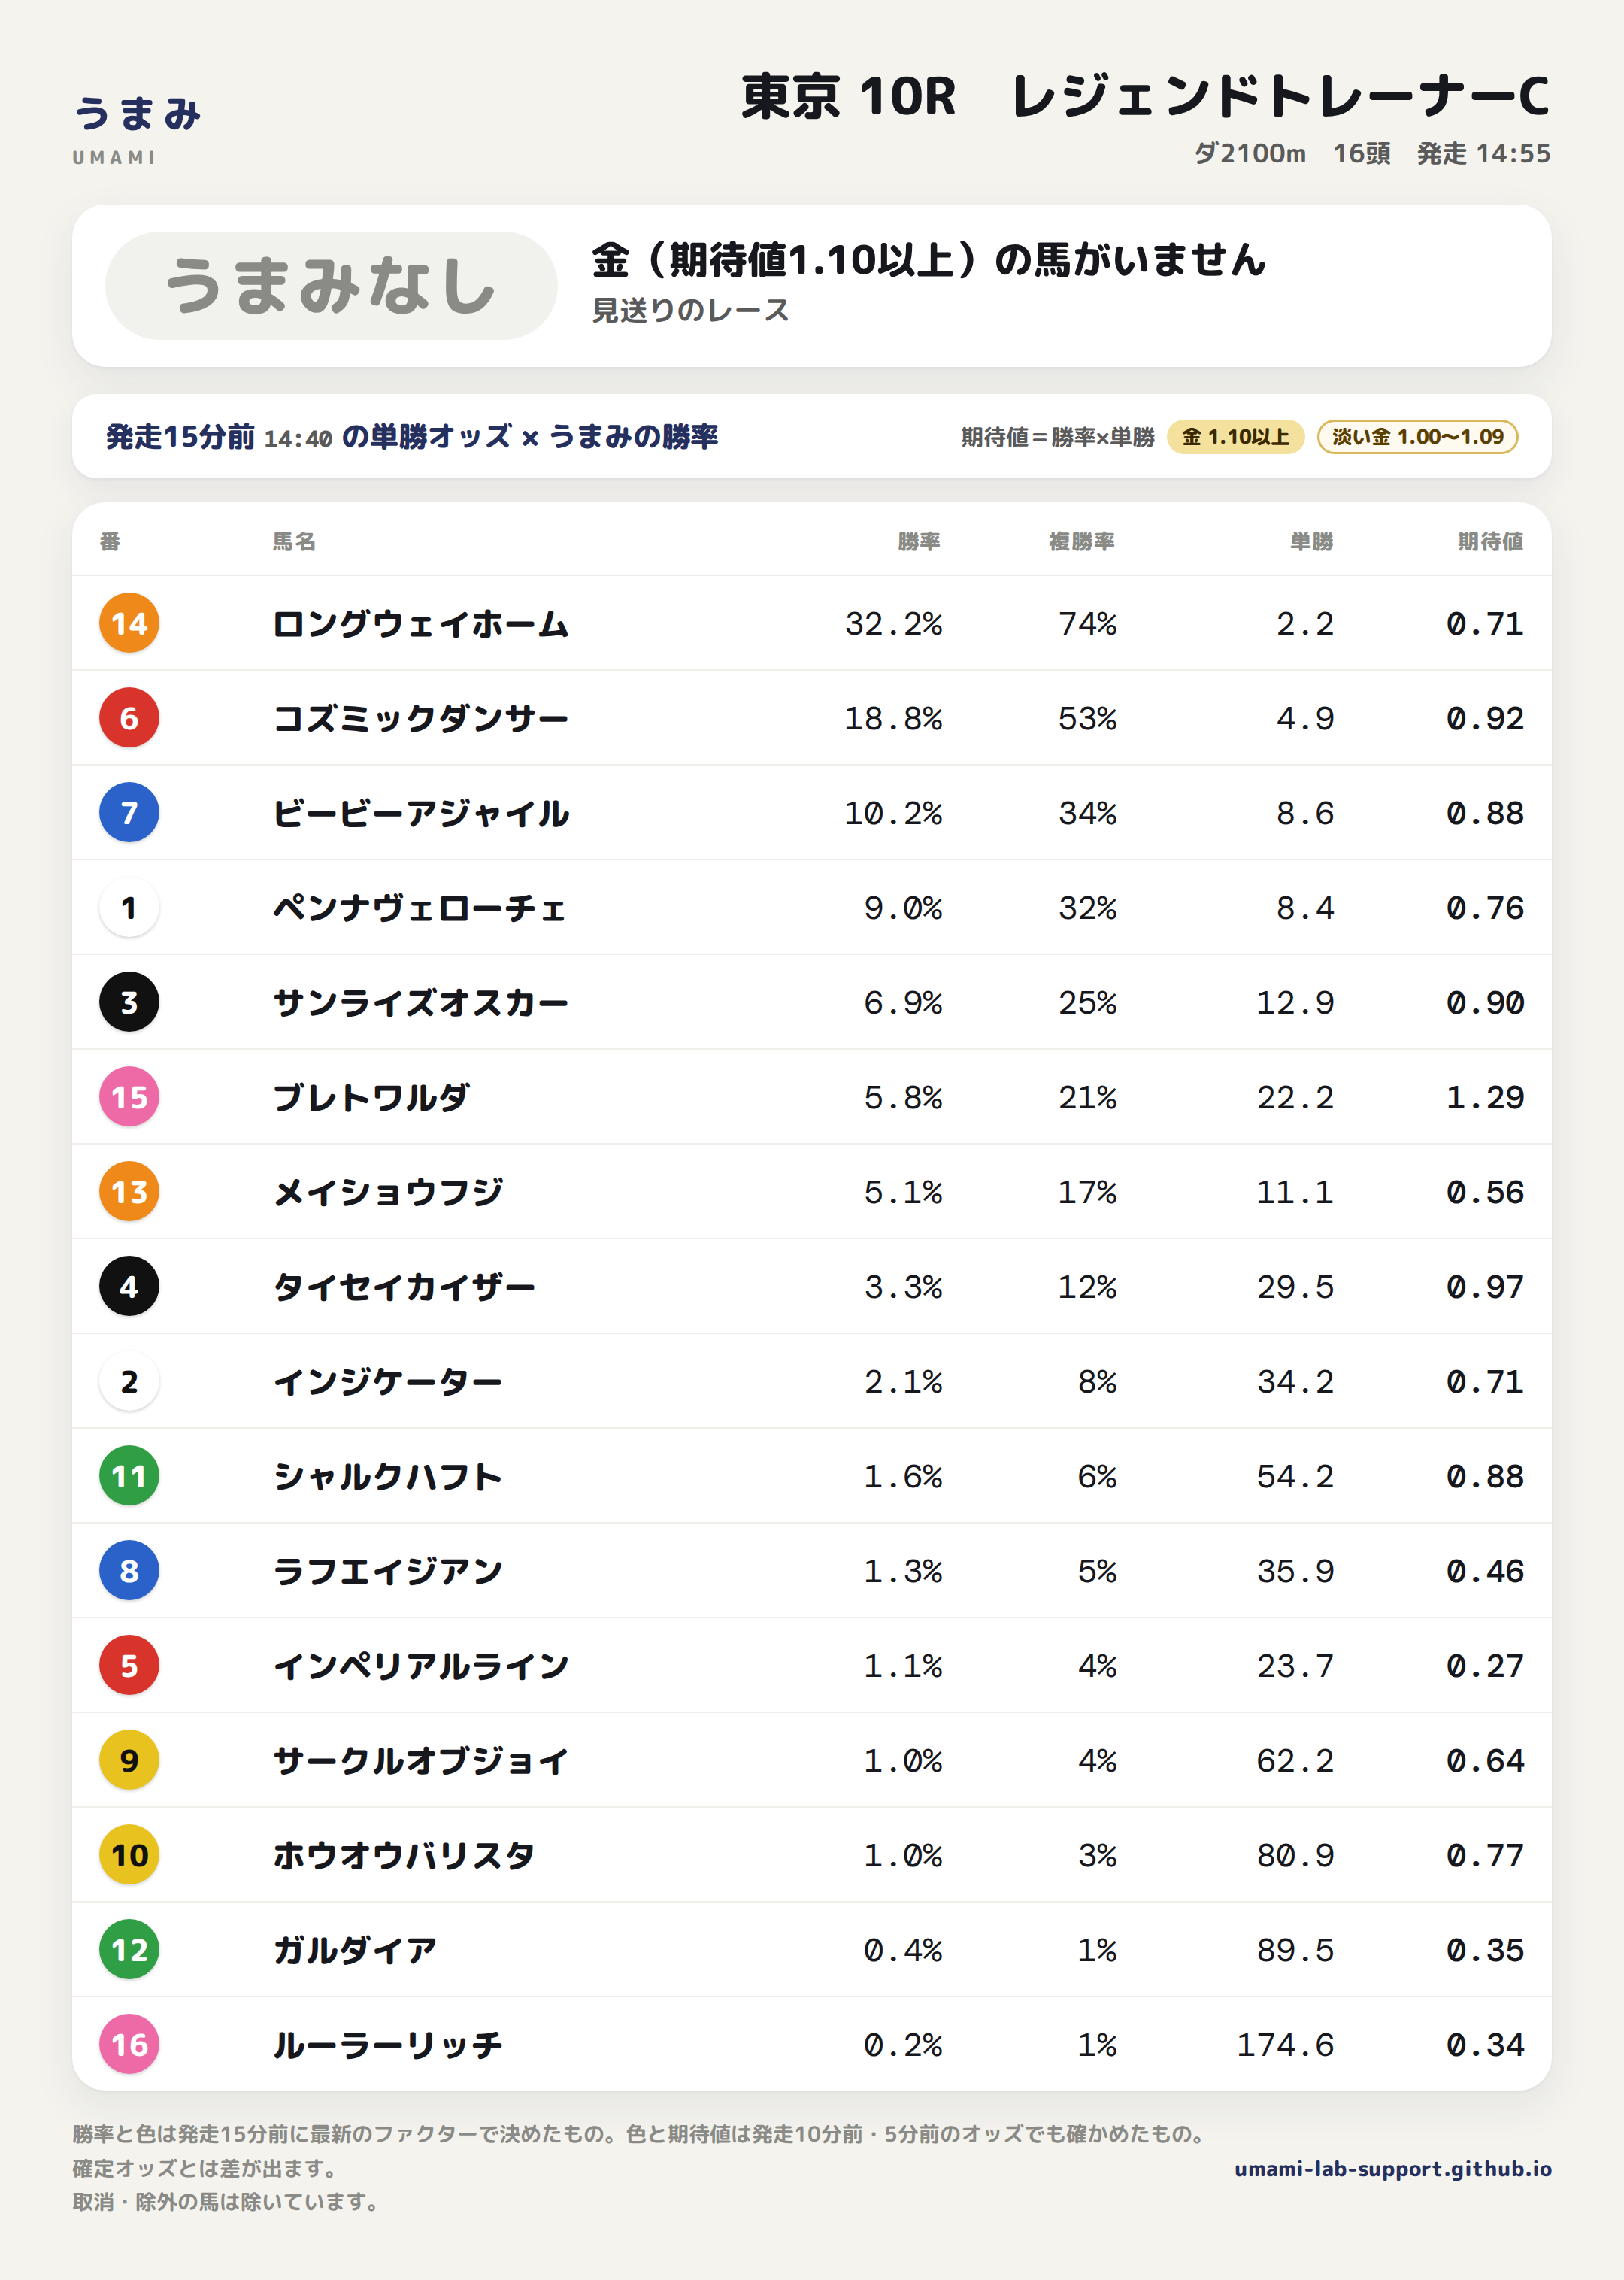 うまみ
UMAMI
東京 10R　レジェンドトレーナーC
ダ2100m　16頭　発走 14:55
うまみなし
金（期待値1.10以上）の馬がいません
見送りのレース
発走15分前 14:40 の単勝オッズ × うまみの勝率
期待値＝勝率×単勝 金 1.10以上 淡い金 1.00〜1.09
番 馬名 勝率 複勝率 単勝 期待値
14 ロングウェイホーム 32.2% 74% 2.2 0.71
6 コズミックダンサー 18.8% 53% 4.9 0.92
7 ビービーアジャイル 10.2% 34% 8.6 0.88
1 ペンナヴェローチェ 9.0% 32% 8.4 0.76
3 サンライズオスカー 6.9% 25% 12.9 0.90
15 ブレトワルダ 5.8% 21% 22.2 1.29
13 メイショウフジ 5.1% 17% 11.1 0.56
4 タイセイカイザー 3.3% 12% 29.5 0.97
2 インジケーター 2.1% 8% 34.2 0.71
11 シャルクハフト 1.6% 6% 54.2 0.88
8 ラフエイジアン 1.3% 5% 35.9 0.46
5 インペリアルライン 1.1% 4% 23.7 0.27
9 サークルオブジョイ 1.0% 4% 62.2 0.64
10 ホウオウバリスタ 1.0% 3% 80.9 0.77
12 ガルダイア 0.4% 1% 89.5 0.35
16 ルーラーリッチ 0.2% 1% 174.6 0.34
勝率と色は発走15分前に最新のファクターで決めたもの。色と期待値は発走10分前・5分前のオッズでも確かめたもの。
確定オッズとは差が出ます。
取消・除外の馬は除いています。
umami-lab-support.github.io